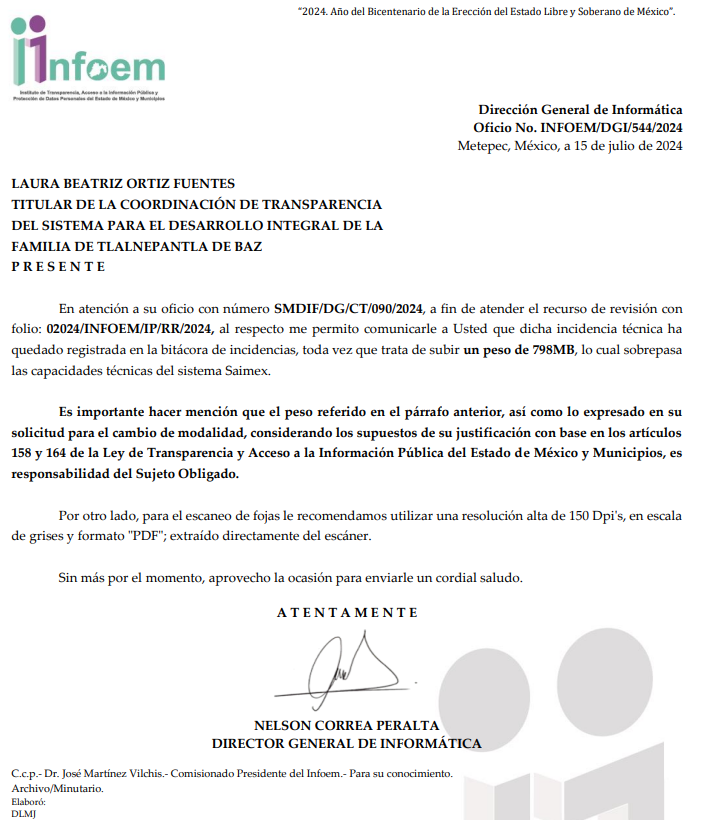 “2024. Año del Bicentenario de la Erección del Estado Libre y Soberano de México”.
infoem
Instituto de Transparencia, Acceso a la Información Pública y
Protección de Datos Personales del Estado de México y Municipios
Dirección General de Informática
Oficio No. INFOEM/DGI/544/2024
Metepec, México, a 15 de julio de 2024
LAURA BEATRIZ ORTIZ FUENTES
TITULAR DE LA COORDINACIÓN DE TRANSPARENCIA
DEL SISTEMA PARA EL DESARROLLO INTEGRAL DE LA
FAMILIA DE TLALNEPANTLA DE BAZ
P R E S E N T E
En atención a su oficio con número SMDIF/DG/CT/090/2024, a fin de atender el recurso de revisión con
folio: 02024/INFOEM/IP/RR/2024, al respecto me permito comunicarle a Usted que dicha incidencia técnica ha
quedado registrada en la bitácora de incidencias, toda vez que trata de subir un peso de 798MB, lo cual sobrepasa
las capacidades técnicas del sistema Saimex.
Es importante hacer mención que el peso referido en el párrafo anterior, así como lo expresado en su
solicitud para el cambio de modalidad, considerando los supuestos de su justificación con base en los artículos
158 y 164 de la Ley de Transparencia y Acceso a la Información Pública del Estado de México y Municipios, es
responsabilidad del Sujeto Obligado.
Por otro lado, para el escaneo de fojas le recomendamos utilizar una resolución alta de 150 Dpi's, en escala
de grises y formato "PDF"; extraído directamente del escáner.
Sin más por el momento, aprovecho la ocasión para enviarle un cordial saludo.
A T E N T A M E N T E
NELSON CORREA PERALTA
DIRECTOR GENERAL DE INFORMÁTICA
C.c.p.- Dr. José Martínez Vilchis.- Comisionado Presidente del Infoem.- Para su conocimiento.
Archivo/Minutario.
Elaboró:
DLMJ